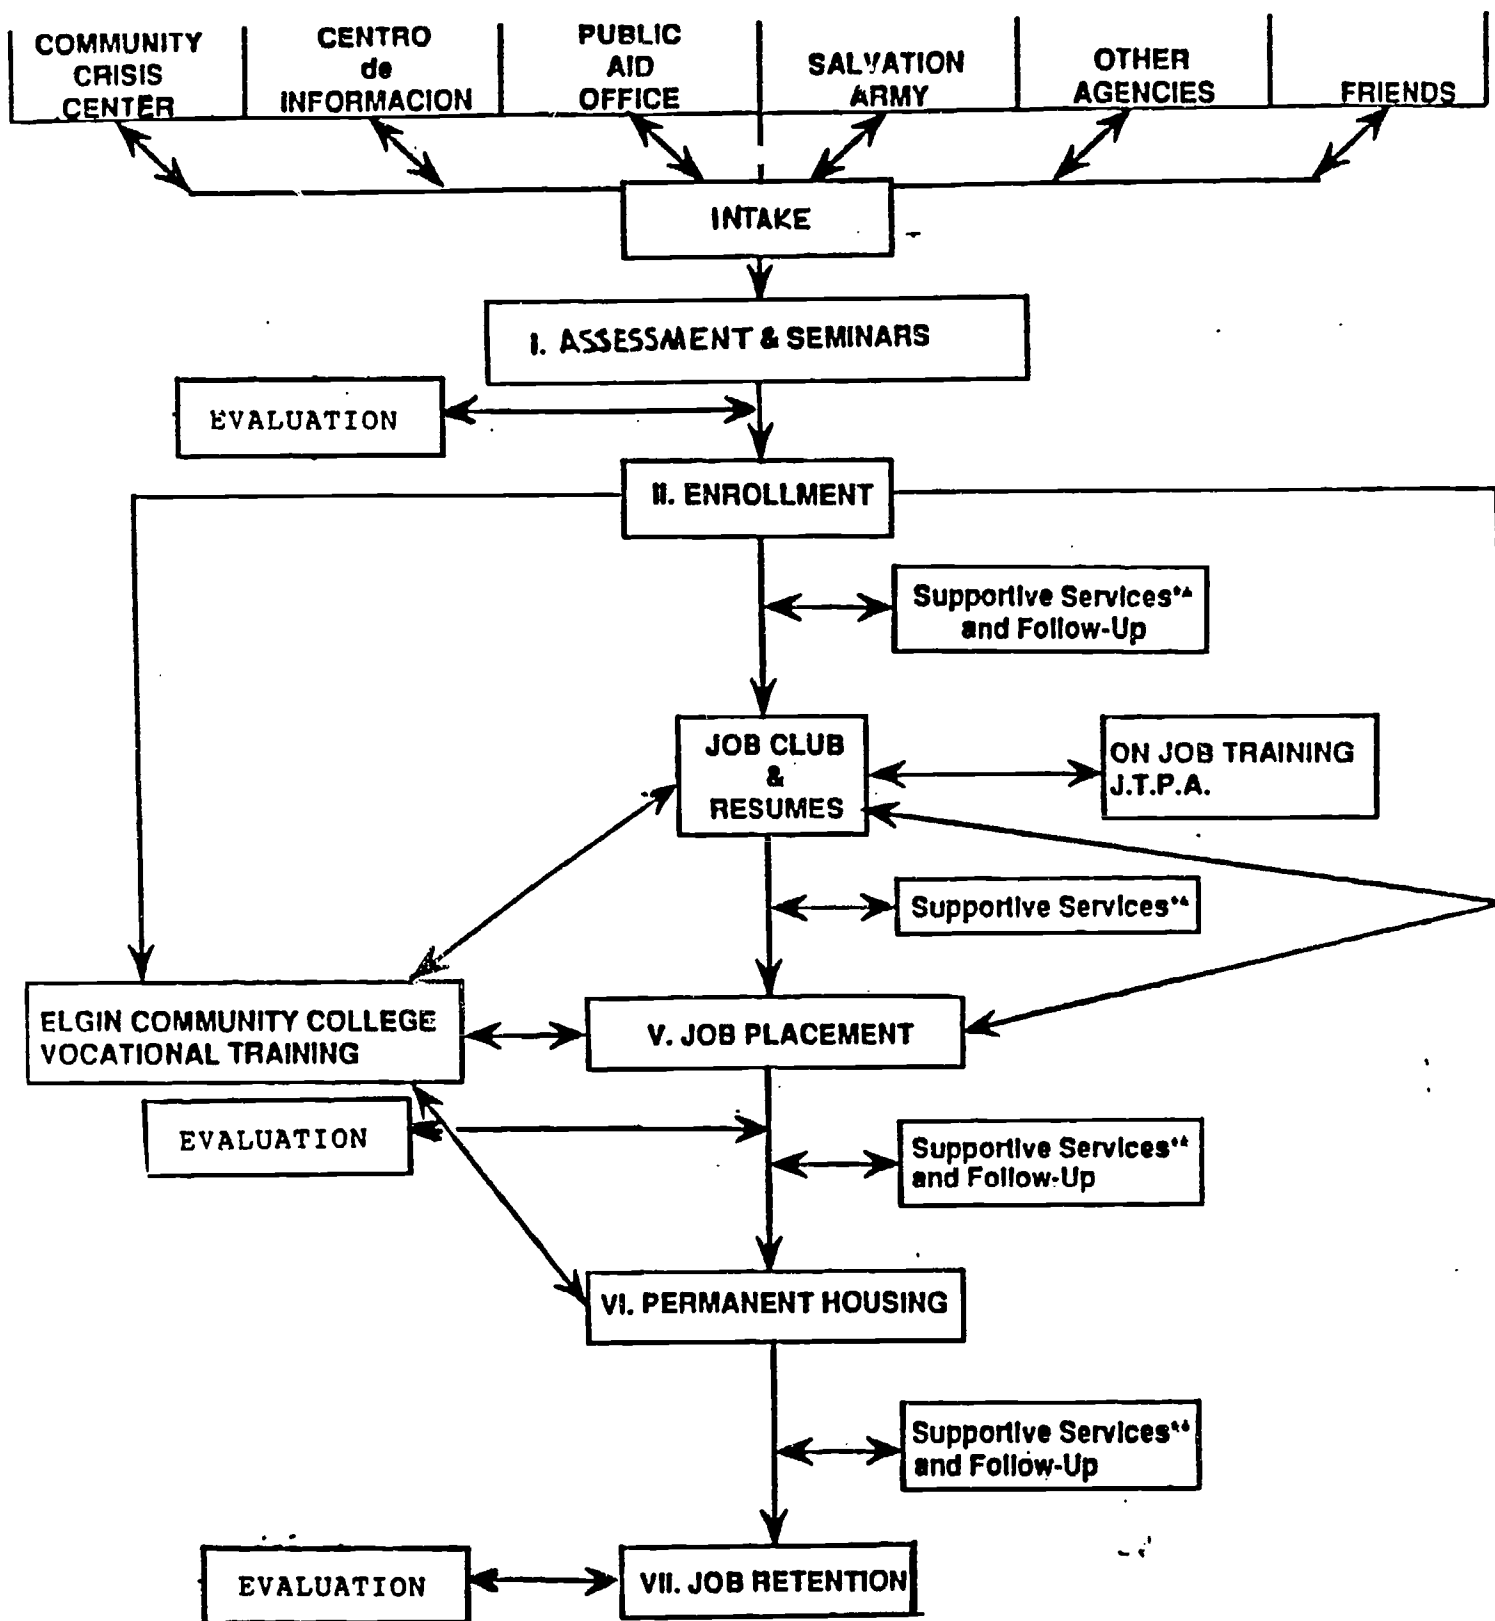 COMMUNITY
CRISIS
CENTER
CENTRO
de
INFORMACION
PUBLIC
AID
OFFICE
SALVATION
ARMY
OTHER
AGENCIES
FRIENDS
INTAKE
I. ASSESSMENT & SEMINARS
EVALUATION
II. ENROLLMENT
Supportive Services**
and Follow-Up
JOB CLUB
&
RESUMES
ON JOB TRAINING
J.T.P.A.
Supportive Services**
ELGIN COMMUNITY COLLEGE
VOCATIONAL TRAINING
V. JOB PLACEMENT
EVALUATION
Supportive Services**
and Follow-Up
VI. PERMANENT HOUSING
Supportive Services**
and Follow-Up
EVALUATION
VII. JOB RETENTION